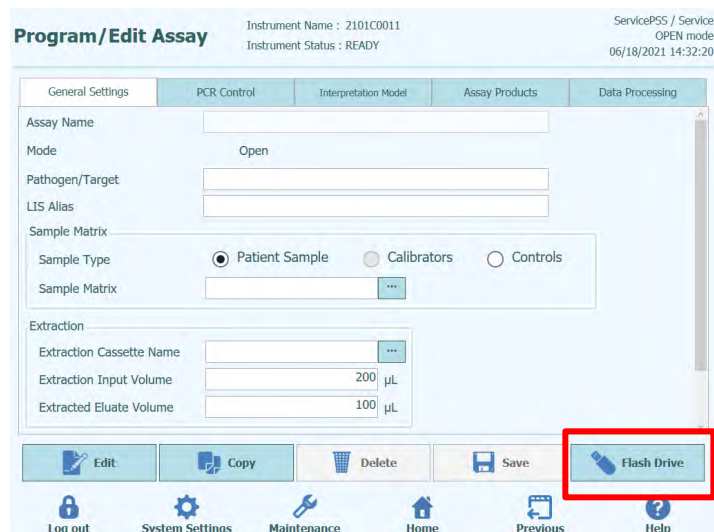 Program/Edit Assay
Instrument Name : 2101C0011
Instrument Status : READY
ServicePSS / Service
OPEN mode
06/18/2021 14:32:20
General Settings PCR Control Interpretation Model Assay Products Data Processing
Assay Name
Mode Open
Pathogen/Target
LIS Alias
Sample Matrix
Sample Type Patient Sample Calibrators Controls
Sample Matrix ...
Extraction
Extraction Cassette Name ...
Extraction Input Volume 200 µL
Extracted Eluate Volume 100 µL
Edit Copy Delete Save Flash Drive
Log out System Settings Maintenance Home Previous Help